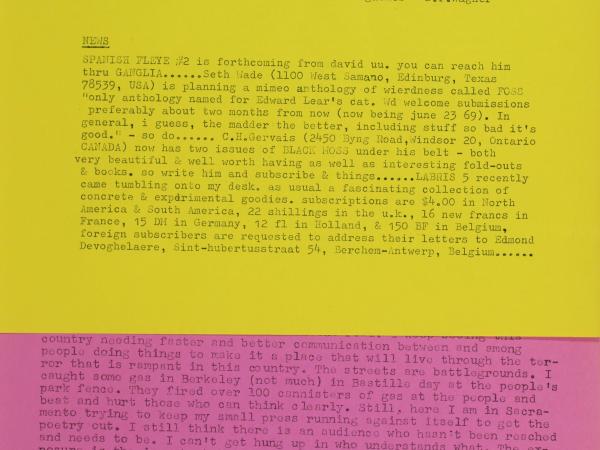 NEWS
SPANISH FLEYE #2 is forthcoming from david uu. you can reach him
thru GANGLIA......Seth Wade (1100 West Samano, Edinburg, Texas
78539, USA) is planning a mimeo anthology of wierdness called FOSS
"only anthology named for Edward Lear's cat. Wd welcome submissions
preferably about two months from now (now being june 23 69). In
general, i guess, the madder the better, including stuff so bad it's
good." - so do...... C.H.Gervais (2450 Byng Road,Windsor 20, Ontario
CANADA) now has two issues of BLACK MOSS under his belt - both
very beautiful & well worth having as well as interesting fold-outs
& books. so write him and subscribe & things......LABRIS 5 recently
came tumbling onto my desk. as usual a fascinating collection of
concrete & experimental goodies. subscriptions are $4.00 in North
America & South America, 22 shillings in the u.k., 16 new francs in
France, 15 DM in Germany, 12 fl in Holland, & 150 BF in Belgium,
foreign subscribers are requested to address their letters to Edmond
Devoghelaere, Sint-hubertusstraat 54, Berchem-Antwerp, Belgium......
country needing faster and better communication between and among
people doing things to make it a place that will live through the ter-
ror that is rampant in this country. The streets are battlegrounds. I
caught some gas in Berkeley (not much) in Bastille day at the people's
park fence. They fired over 100 cannisters of gas at the people and
beat and hurt those who can think clearly. Still, here I am in Sacra-
mento trying to keep my small press running against itself to get the
poetry out. I still think there is an audience who hasn't been reached
and needs to be. I can't get hung up in who understands what. The ex-